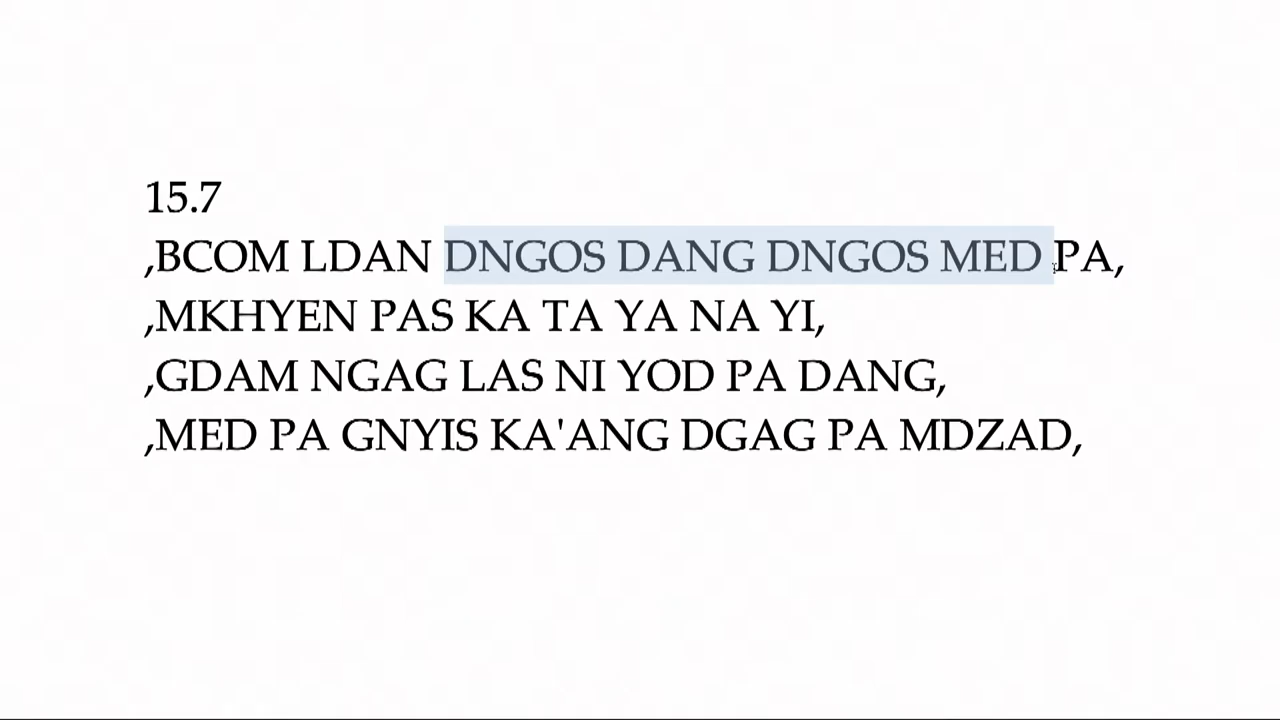 15.7
,BCOM LDAN DNGOS DANG DNGOS MED PA,
,MKHYEN PAS KA TA YA NA YI,
,GDAM NGAG LAS NI YOD PA DANG,
,MED PA GNYIS KA'ANG DGAG PA MDZAD,